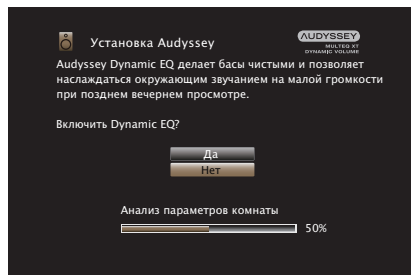 Установка Audyssey
AUDYSSEY
MULTEQ XT
DYNAMIC VOLUME
Audyssey Dynamic EQ делает басы чистыми и позволяет
наслаждаться окружающим звучанием на малой громкости
при позднем вечернем просмотре.
Включить Dynamic EQ?
Да
Нет
Анализ параметров комнаты
50%